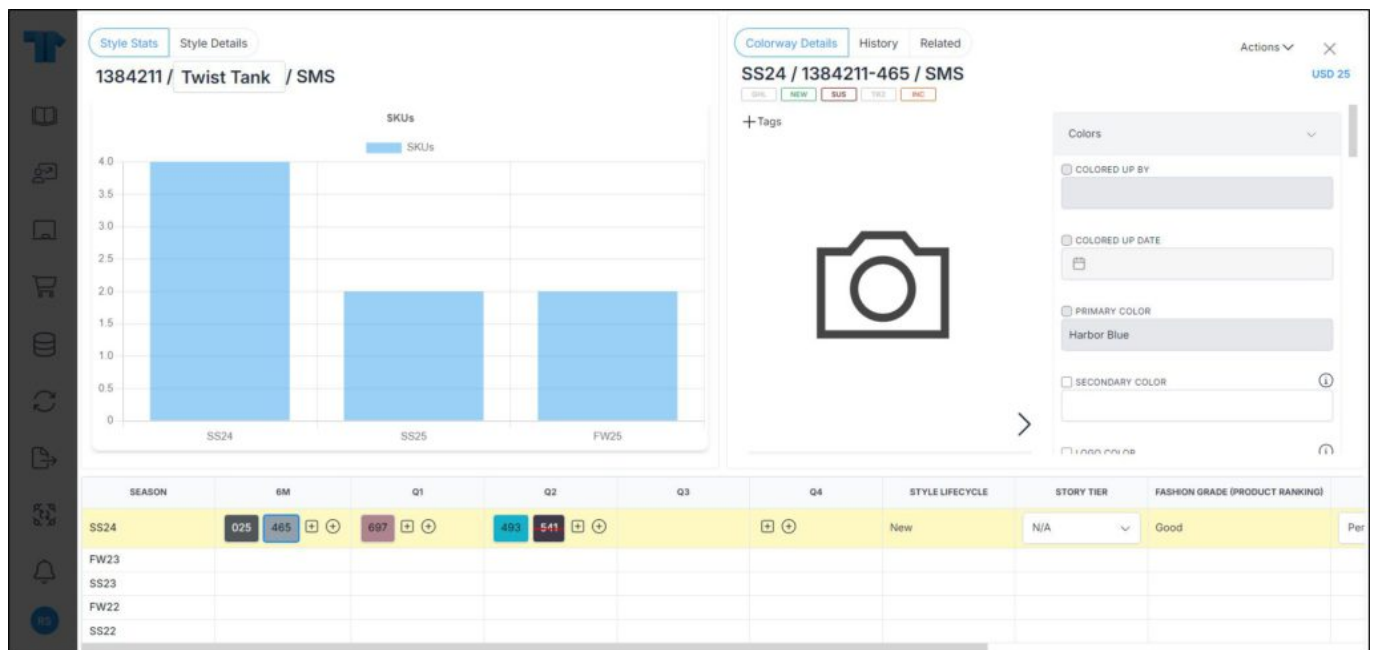 Style Stats Style Details
1384211 / Twist Tank / SMS
SKUs
SKUs
4.0
3.5
3.0
2.5
2.0
1.5
1.0
0.5
0
SS24 SS25 FW25
Colorway Details History Related
Actions
SS24 / 1384211-465 / SMS
USD 25
NEW SUS INC
+Tags
Colors
COLORED UP BY
COLORED UP DATE
PRIMARY COLOR
Harbor Blue
SECONDARY COLOR
LOGO COLOR
SEASON 6M Q1 Q2 Q3 Q4 STYLE LIFECYCLE STORY TIER FASHION GRADE (PRODUCT RANKING)
SS24 025 465 697 493 541 New N/A Good Per
FW23
SS23
FW22
SS22
RS